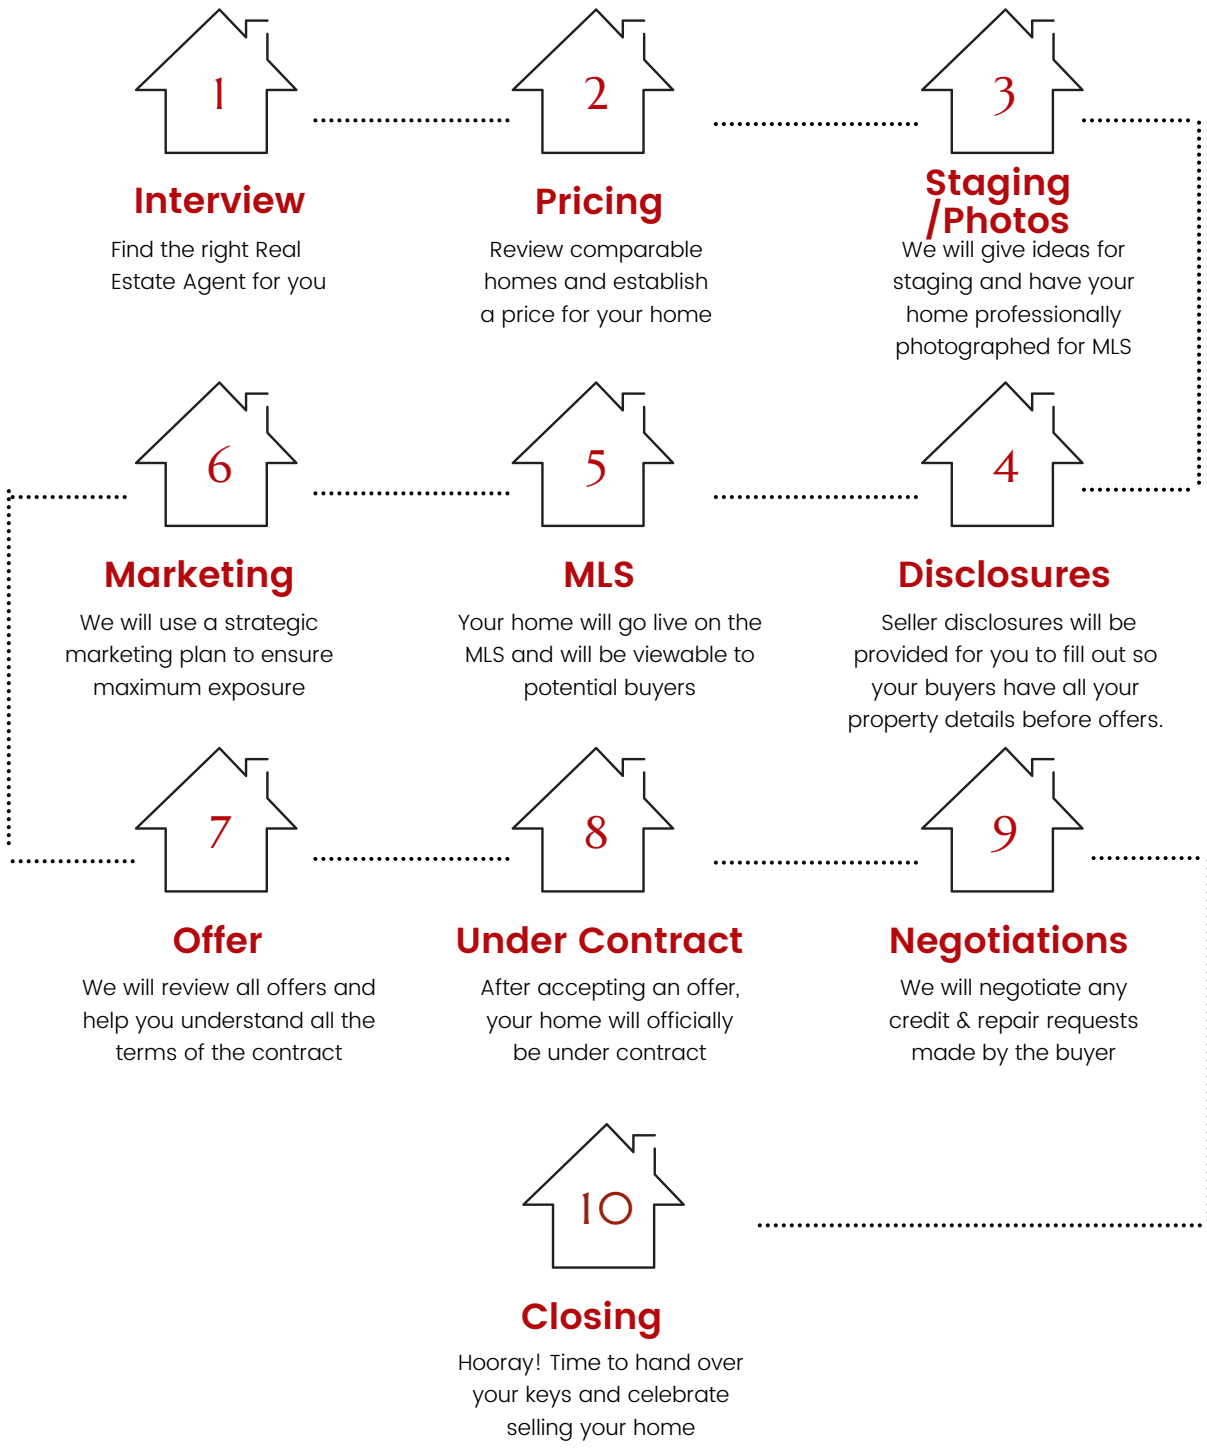 1
Interview
Find the right Real
Estate Agent for you
2
Pricing
Review comparable
homes and establish
a price for your home
3
Staging
/Photos
We will give ideas for
staging and have your
home professionally
photographed for MLS
4
Disclosures
Seller disclosures will be
provided for you to fill out so
your buyers have all your
property details before offers.
5
MLS
Your home will go live on the
MLS and will be viewable to
potential buyers
6
Marketing
We will use a strategic
marketing plan to ensure
maximum exposure
7
Offer
We will review all offers and
help you understand all the
terms of the contract
8
Under Contract
After accepting an offer,
your home will officially
be under contract
9
Negotiations
We will negotiate any
credit & repair requests
made by the buyer
10
Closing
Hooray! Time to hand over
your keys and celebrate
selling your home